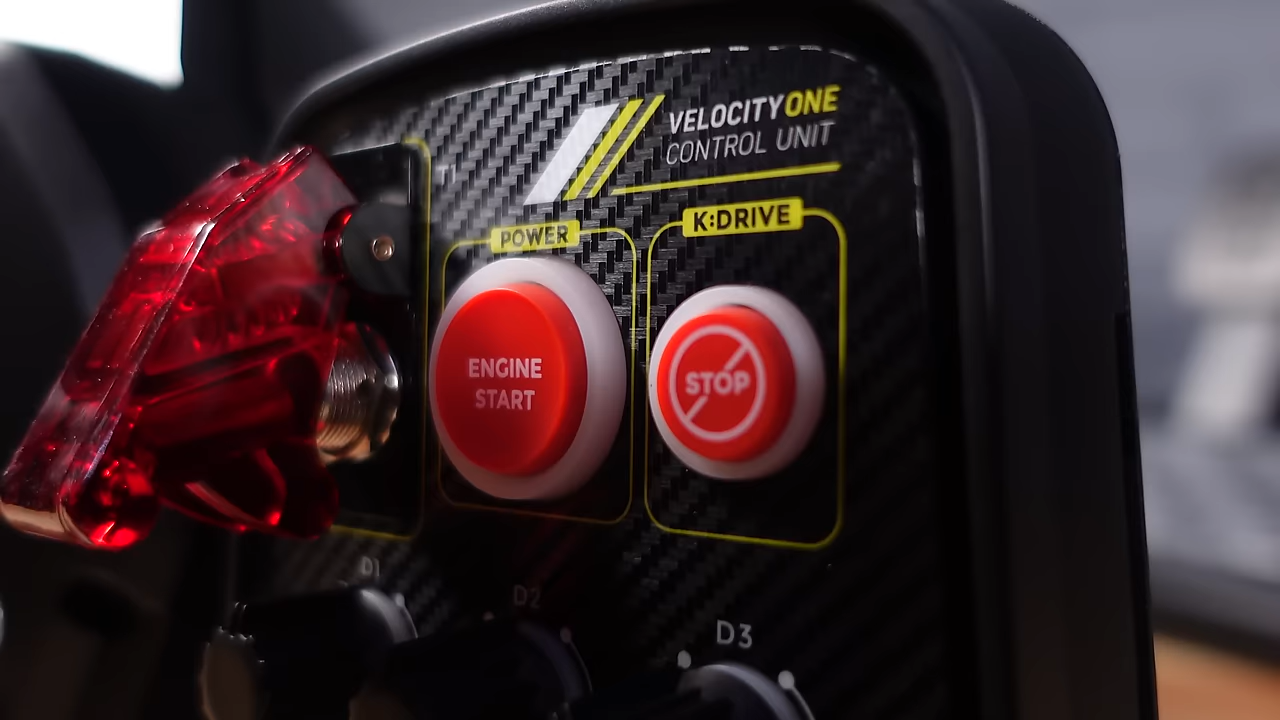 VELOCITYONE
CONTROL UNIT
T1
POWER
K:DRIVE
ENGINE
START
STOP
D1
D2
D3